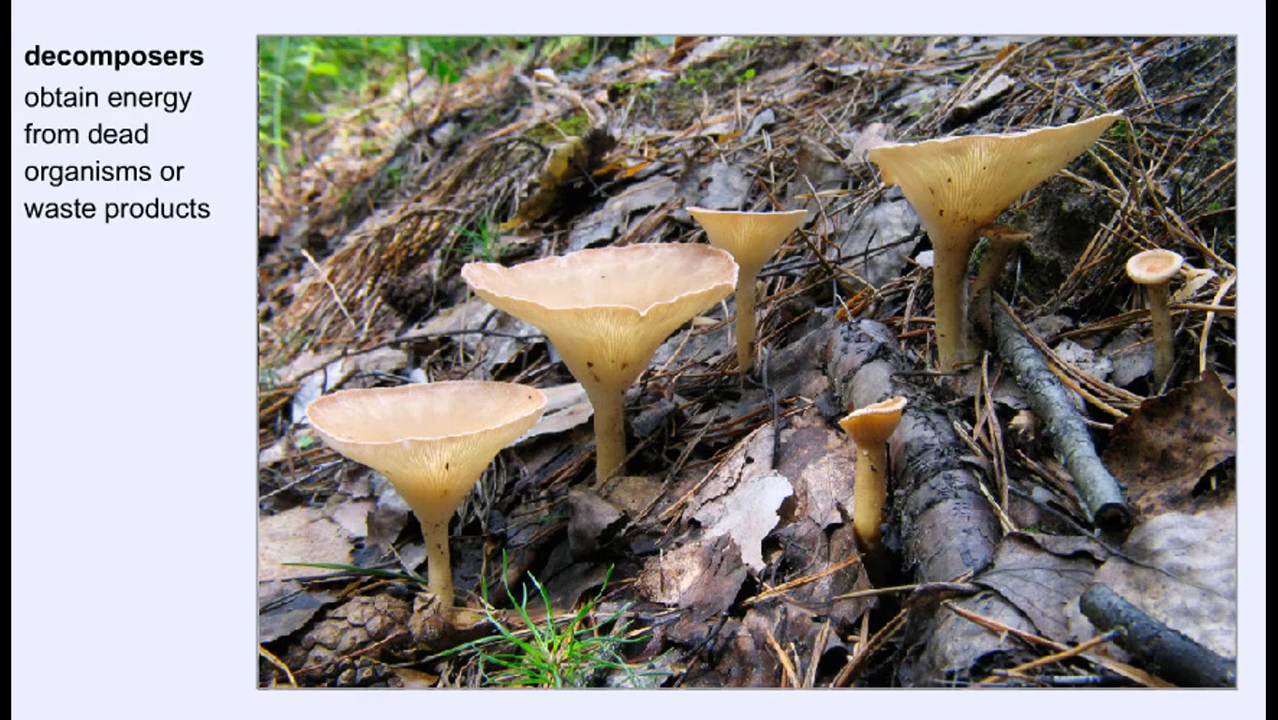 decomposers
obtain energy
from dead
organisms or
waste products